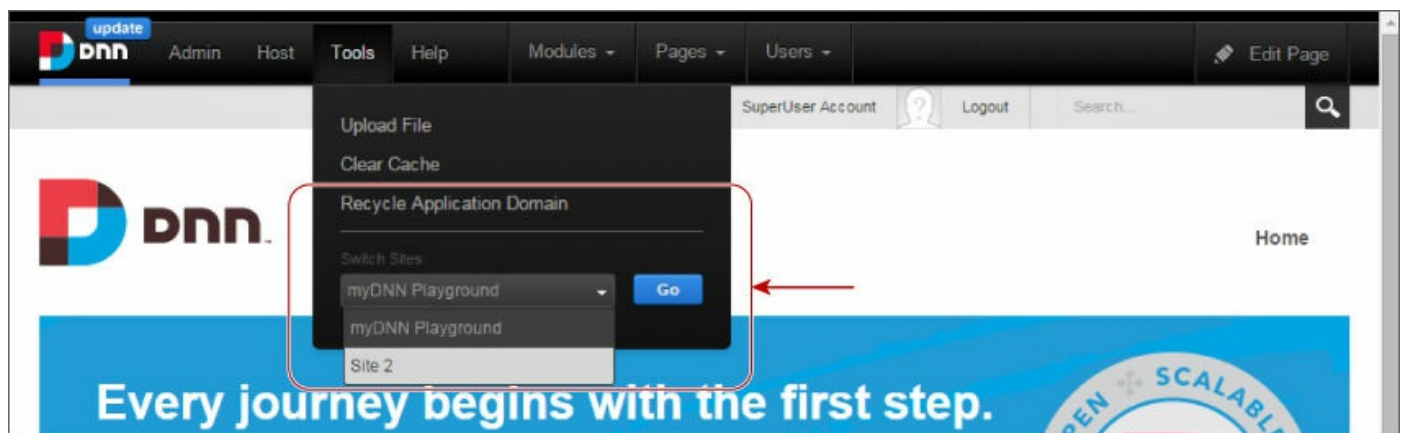 update
DNN Admin Host Tools Help Modules Pages Users Edit Page
SuperUser Account Logout Search...
Upload File
Clear Cache
Recycle Application Domain
DNN
Home
Switch Sites
myDNN Playground Go
myDNN Playground
Site 2
Every journey begins with the first step.
OPEN SCALABLE